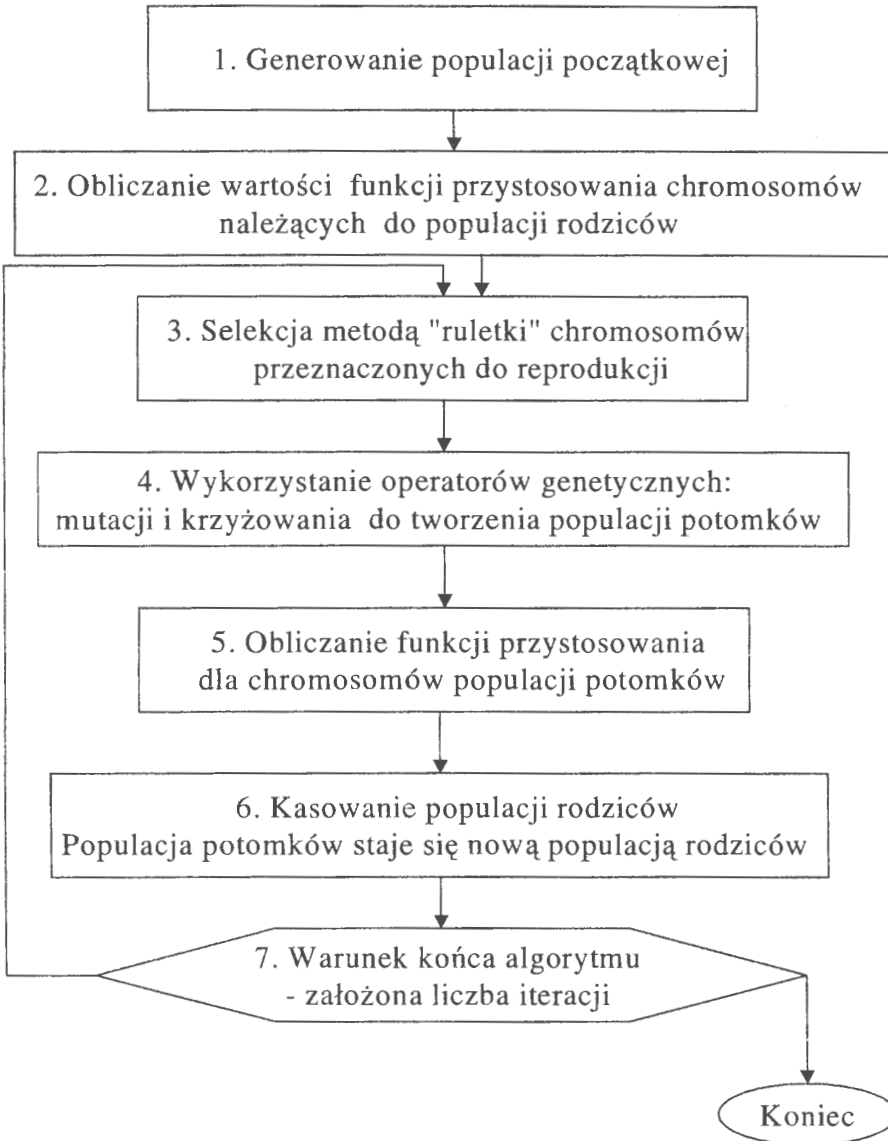 1. Generowanie populacji początkowej
2. Obliczanie wartości funkcji przystosowania chromosomów
należących do populacji rodziców
3. Selekcja metodą "ruletki" chromosomów
przeznaczonych do reprodukcji
4. Wykorzystanie operatorów genetycznych:
mutacji i krzyżowania do tworzenia populacji potomków
5. Obliczanie funkcji przystosowania
dla chromosomów populacji potomków
6. Kasowanie populacji rodziców
Populacja potomków staje się nową populacją rodziców
7. Warunek końca algorytmu
- założona liczba iteracji
Koniec